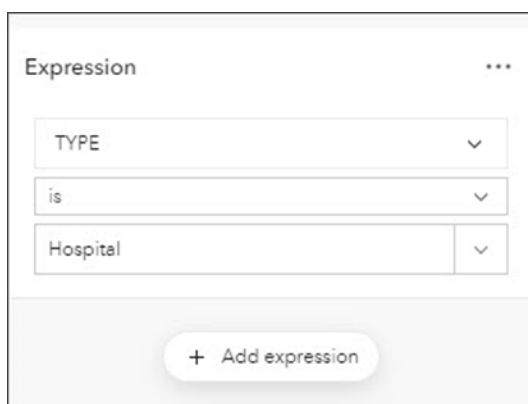 Expression
TYPE
is
Hospital
+ Add expression